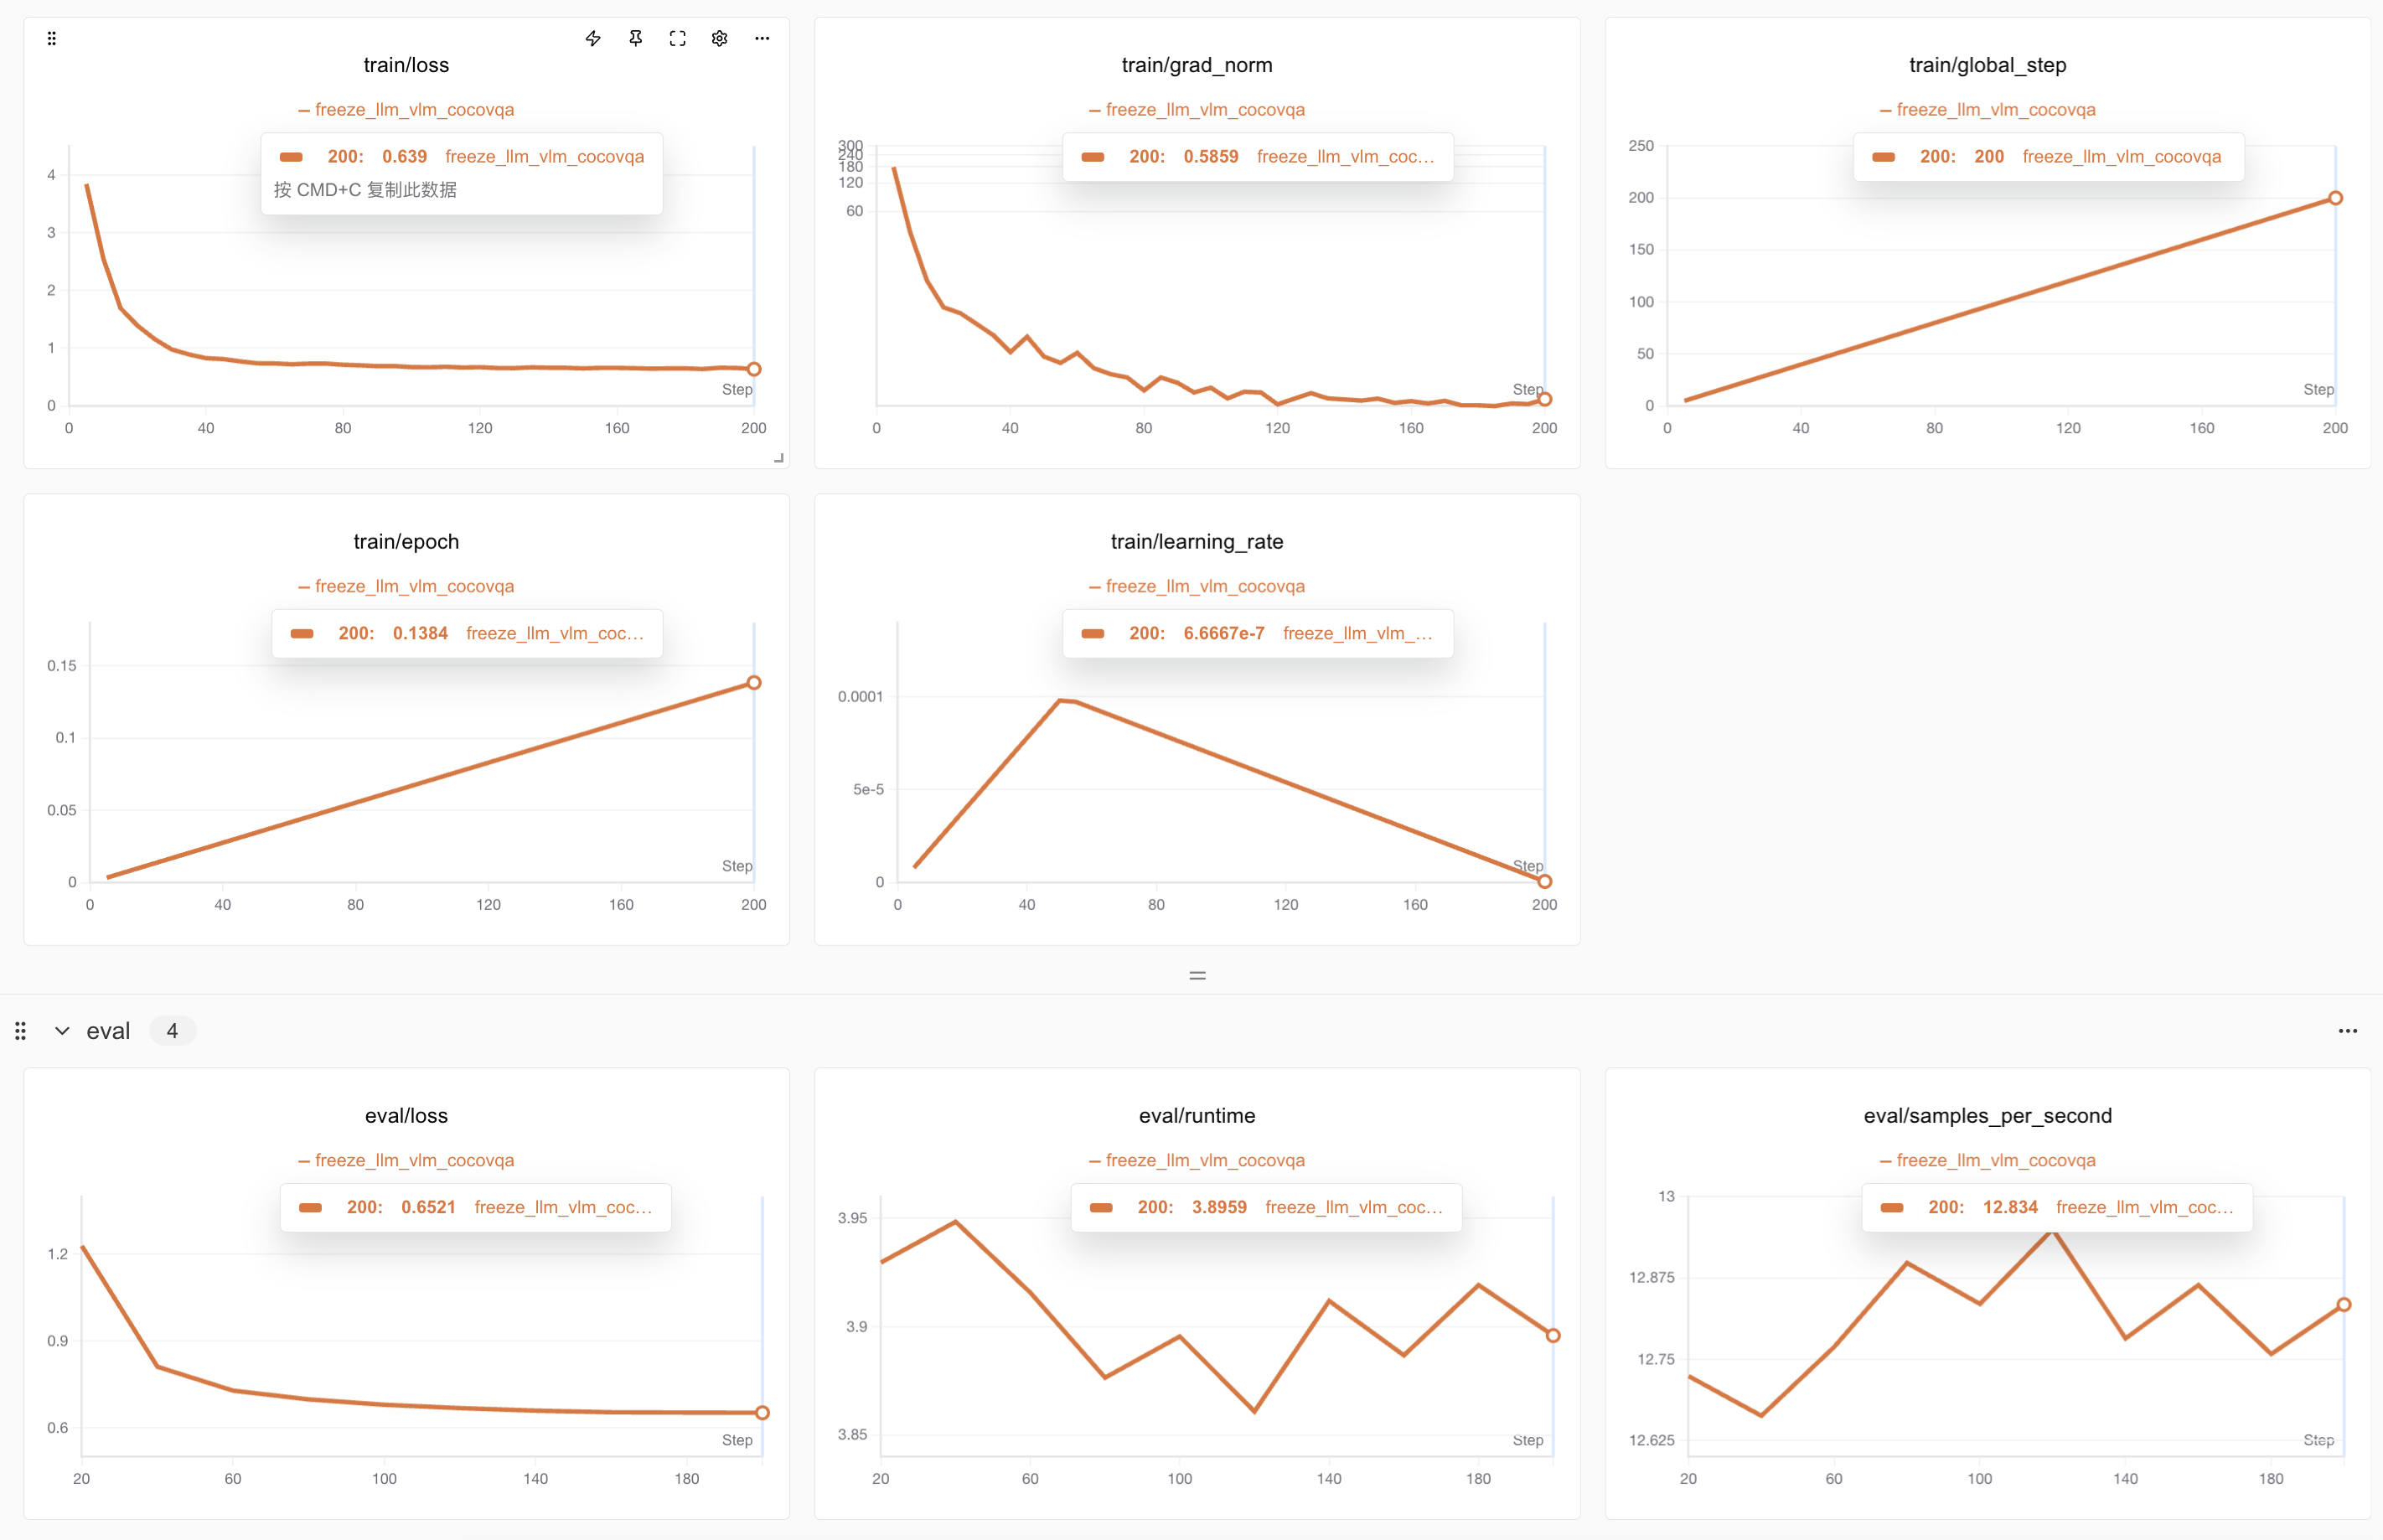 train/loss
freeze_llm_vlm_cocovqa
200: 0.639 freeze_llm_vlm_cocovqa
按 CMD+C 复制此数据
4
3
2
1
0
0 40 80 120 160 200
Step
train/grad_norm
freeze_llm_vlm_cocovqa
200: 0.5859 freeze_llm_vlm_coc...
300
240
180
120
60
0 40 80 120 160 200
Step
train/global_step
freeze_llm_vlm_cocovqa
200: 200 freeze_llm_vlm_cocovqa
250
200
150
100
50
0
0 40 80 120 160 200
Step
train/epoch
freeze_llm_vlm_cocovqa
200: 0.1384 freeze_llm_vlm_coc...
0.15
0.1
0.05
0
0 40 80 120 160 200
Step
train/learning_rate
freeze_llm_vlm_cocovqa
200: 6.6667e-7 freeze_llm_vlm_...
0.0001
5e-5
0
0 40 80 120 160 200
Step
eval 4
eval/loss
freeze_llm_vlm_cocovqa
200: 0.6521 freeze_llm_vlm_coc...
1.2
0.9
0.6
20 60 100 140 180
Step
eval/runtime
freeze_llm_vlm_cocovqa
200: 3.8959 freeze_llm_vlm_coc...
3.95
3.9
3.85
20 60 100 140 180
Step
eval/samples_per_second
freeze_llm_vlm_cocovqa
200: 12.834 freeze_llm_vlm_coc...
13
12.875
12.75
12.625
20 60 100 140 180
Step